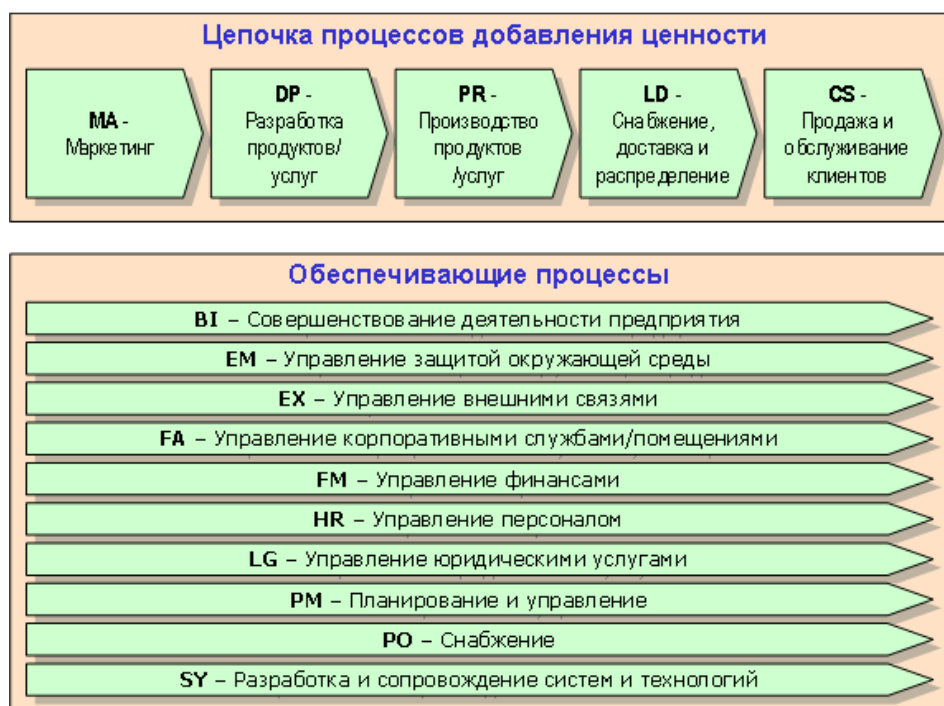 Цепочка процессов добавления ценности
MA -
Маркетинг
DP -
Разработка
продуктов/
услуг
PR -
Производство
продуктов
/услуг
LD -
Снабжение,
доставка и
распределение
CS -
Продажа и
обслуживание
клиентов
Обеспечивающие процессы
BI – Совершенствование деятельности предприятия
EM – Управление защитой окружающей среды
EX – Управление внешними связями
FA – Управление корпоративными службами/помещениями
FM – Управление финансами
HR – Управление персоналом
LG – Управление юридическими услугами
PM – Планирование и управление
PO – Снабжение
SY – Разработка и сопровождение систем и технологий